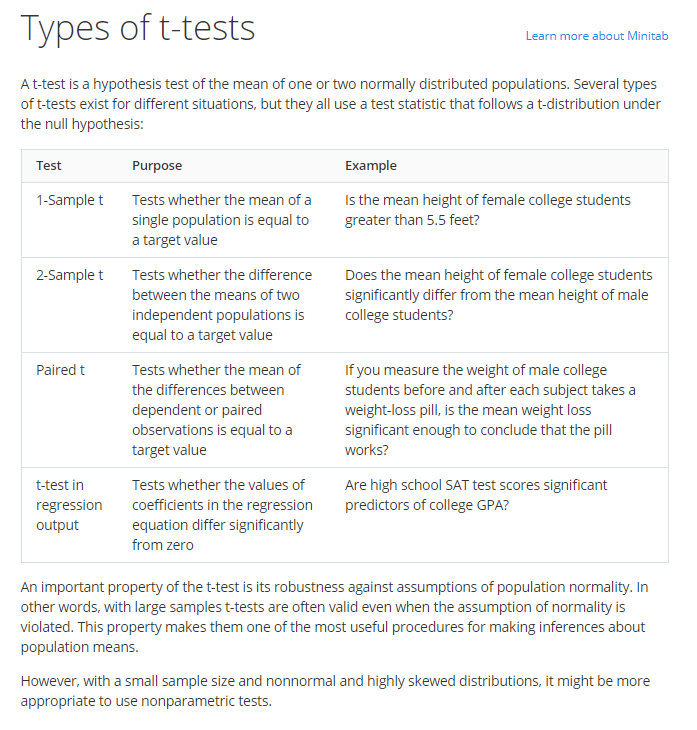 Types of t-tests
Learn more about Minitab
A t-test is a hypothesis test of the mean of one or two normally distributed populations. Several types
of t-tests exist for different situations, but they all use a test statistic that follows a t-distribution under
the null hypothesis:
Test Purpose Example
1-Sample t
Tests whether the mean of a
single population is equal to
a target value
Is the mean height of female college students
greater than 5.5 feet?
2-Sample t
Tests whether the difference
between the means of two
independent populations is
equal to a target value
Does the mean height of female college students
significantly differ from the mean height of male
college students?
Paired t
Tests whether the mean of
the differences between
dependent or paired
observations is equal to a
target value
If you measure the weight of male college
students before and after each subject takes a
weight-loss pill, is the mean weight loss
significant enough to conclude that the pill
works?
t-test in
regression
output
Tests whether the values of
coefficients in the regression
equation differ significantly
from zero
Are high school SAT test scores significant
predictors of college GPA?
An important property of the t-test is its robustness against assumptions of population normality. In
other words, with large samples t-tests are often valid even when the assumption of normality is
violated. This property makes them one of the most useful procedures for making inferences about
population means.
However, with a small sample size and nonnormal and highly skewed distributions, it might be more
appropriate to use nonparametric tests.